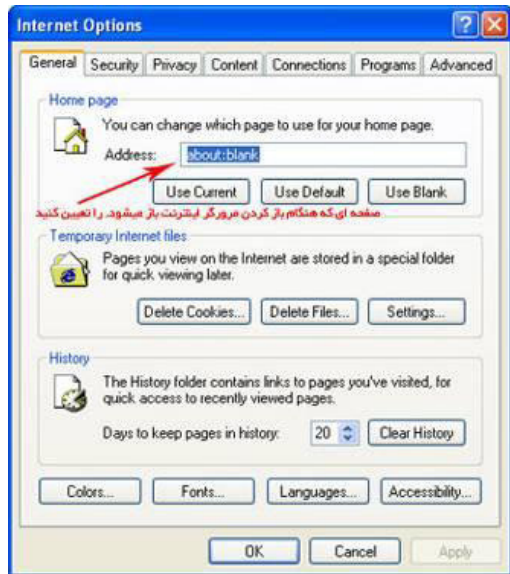 Internet Options
General Security Privacy Content Connections Programs Advanced
Home page
You can change which page to use for your home page.
Address: about:blank
Use Current Use Default Use Blank
صفحه ای که هنگام باز کردن مرورگر اینترنت باز میشود. را تعیین کنید
Temporary Internet files
Pages you view on the Internet are stored in a special folder
for quick viewing later.
Delete Cookies... Delete Files... Settings...
History
The History folder contains links to pages you've visited, for
quick access to recently viewed pages.
Days to keep pages in history: 20 Clear History
Colors... Fonts... Languages... Accessibility...
OK Cancel Apply